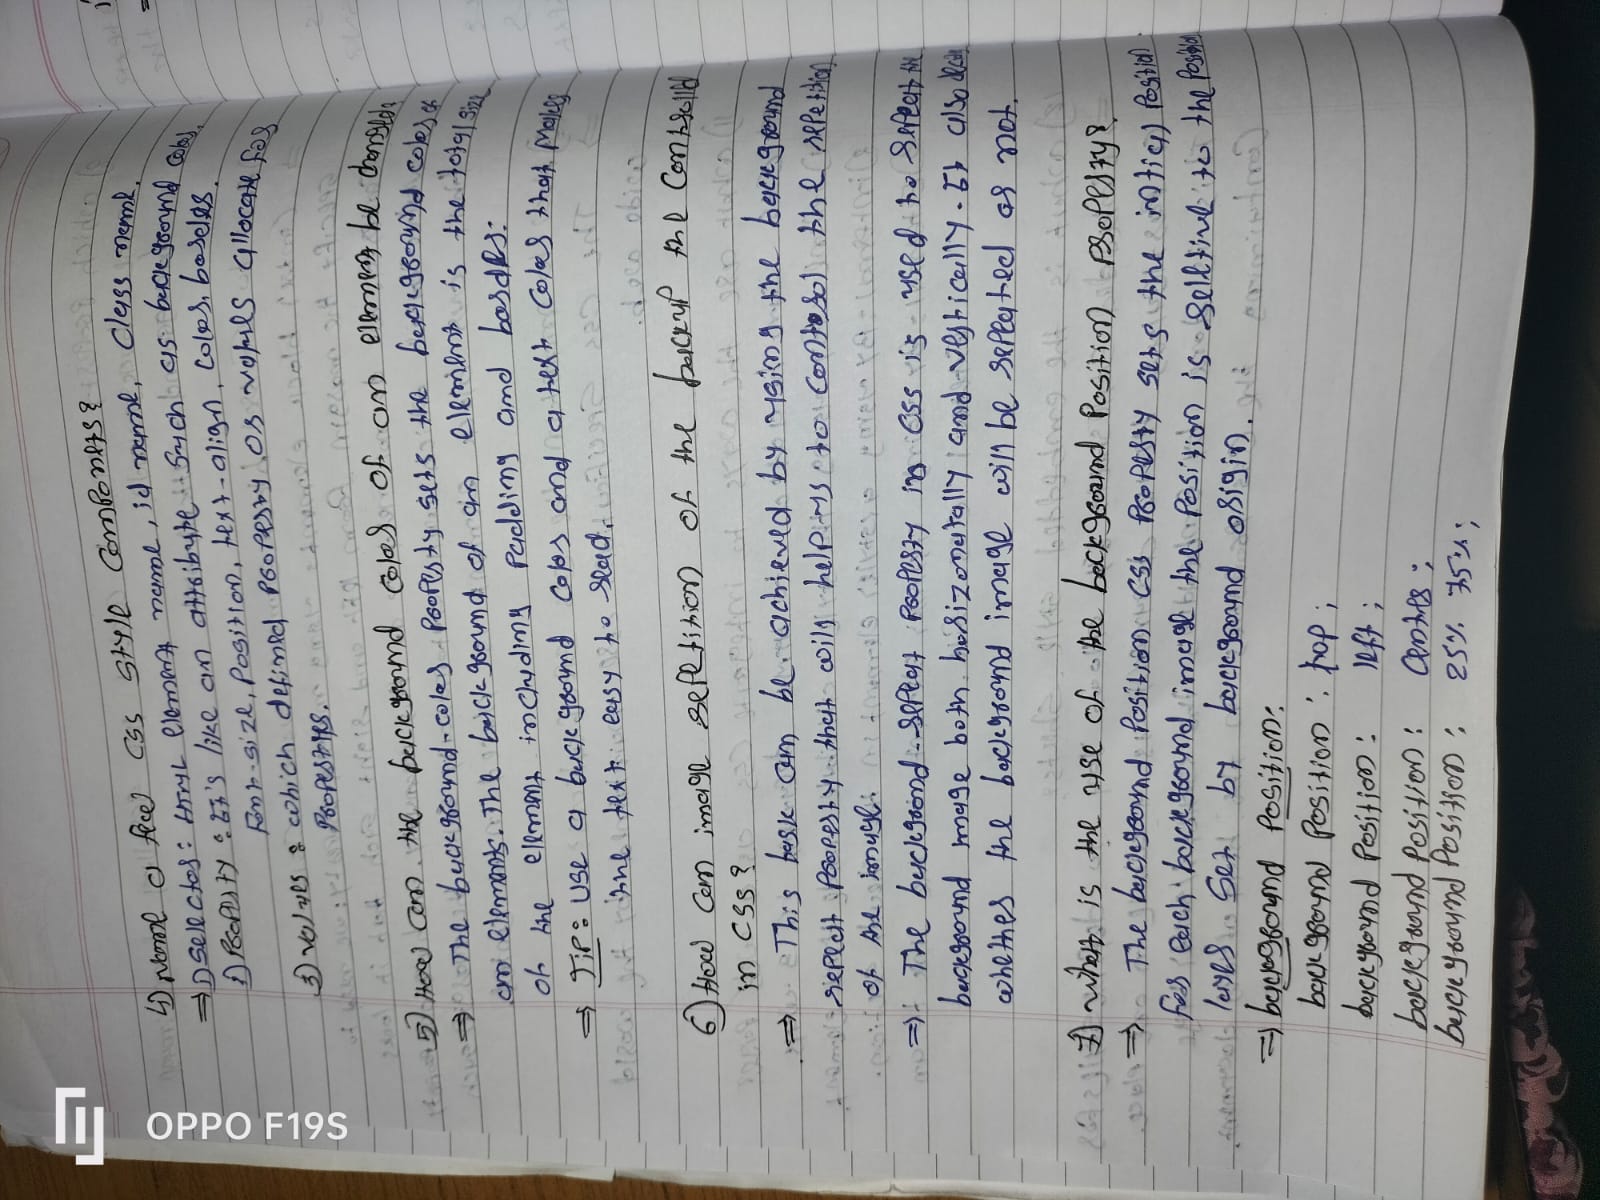 4) Name a few CSS style components?
⇒ 1) Selector: html element name, id name, class name.
2) Property: It's like an attribute such as background color,
Font-size, Position, text-align, color, border.
3) values: which defined property or values allocate for
Properties.
5) How can the background color of an element be
⇒ The background-color property sets the background color of
an elements. The background of an element is the total size
of the element including padding and border.
⇒ TIP: Use a background color and a text color that makes
the text easy to read.
6) How can image repetition of the backup the controlled
in CSS?
⇒ This task can be achieved by using the background
repeat property that will helps to control the repetition
of the image.
⇒ The background-repeat property in CSS is used to repeat the
background image both horizontally and vertically. It also
whether the background image will be repeated or not.
7) what is the use of the background Position Property?
⇒ The background Position CSS Property sets the initial Position
for each background image the Position is relative to the Position
layer set by background origin.
⇒ background Position:
background Position: top;
background Position: left;
background Position: center;
background Position: 25% 75%;
OPPO F19S